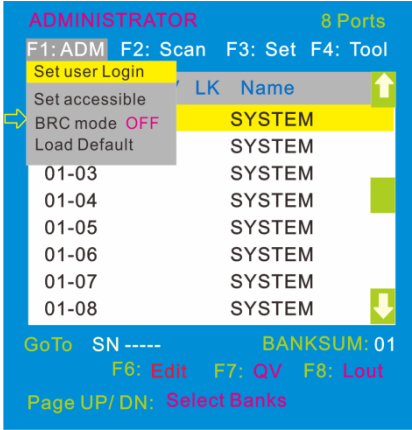 ADMINISTRATOR 8 Ports
F1: ADM F2: Scan F3: Set F4: Tool
Set user Login
LK Name
Set accessible
BRC mode OFF SYSTEM
Load Default SYSTEM
01-03 SYSTEM
01-04 SYSTEM
01-05 SYSTEM
01-06 SYSTEM
01-07 SYSTEM
01-08 SYSTEM
GoTo SN ----- BANKSUM: 01
F6: Edit F7: QV F8: Lout
Page UP/ DN: Select Banks